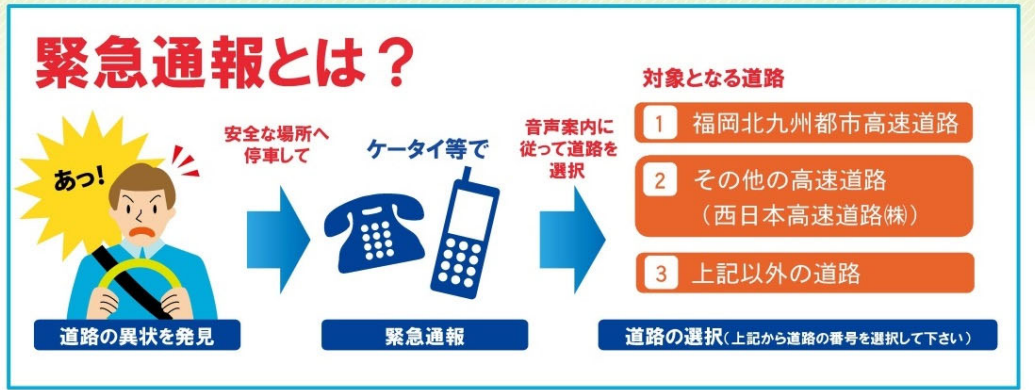 緊急通報とは？
あっ！
道路の異状を発見
安全な場所へ
停車して
ケータイ等で
緊急通報
音声案内に
従って道路を
選択
対象となる道路
1 福岡北九州都市高速道路
2 その他の高速道路
（西日本高速道路㈱）
3 上記以外の道路
道路の選択（上記から道路の番号を選択して下さい）